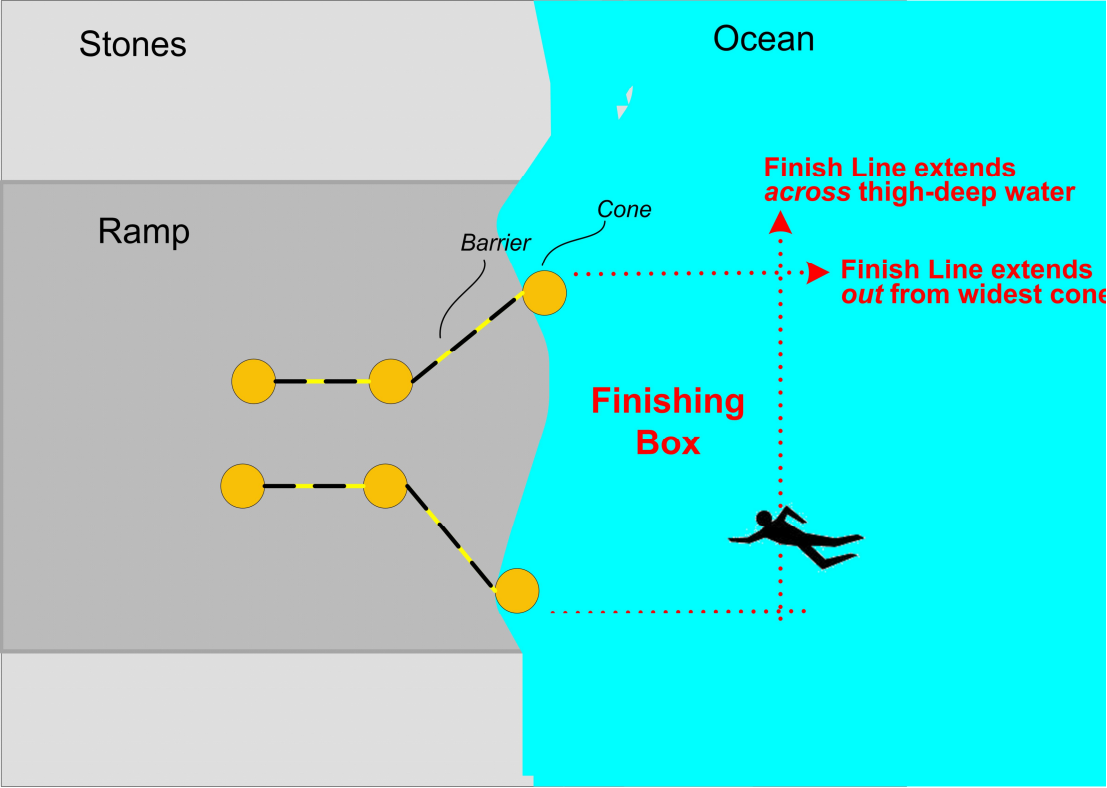 Stones
Ocean
Finish Line extends
across thigh-deep water
Cone
Ramp
Barrier
Finish Line extends
out from widest cone
Finishing
Box